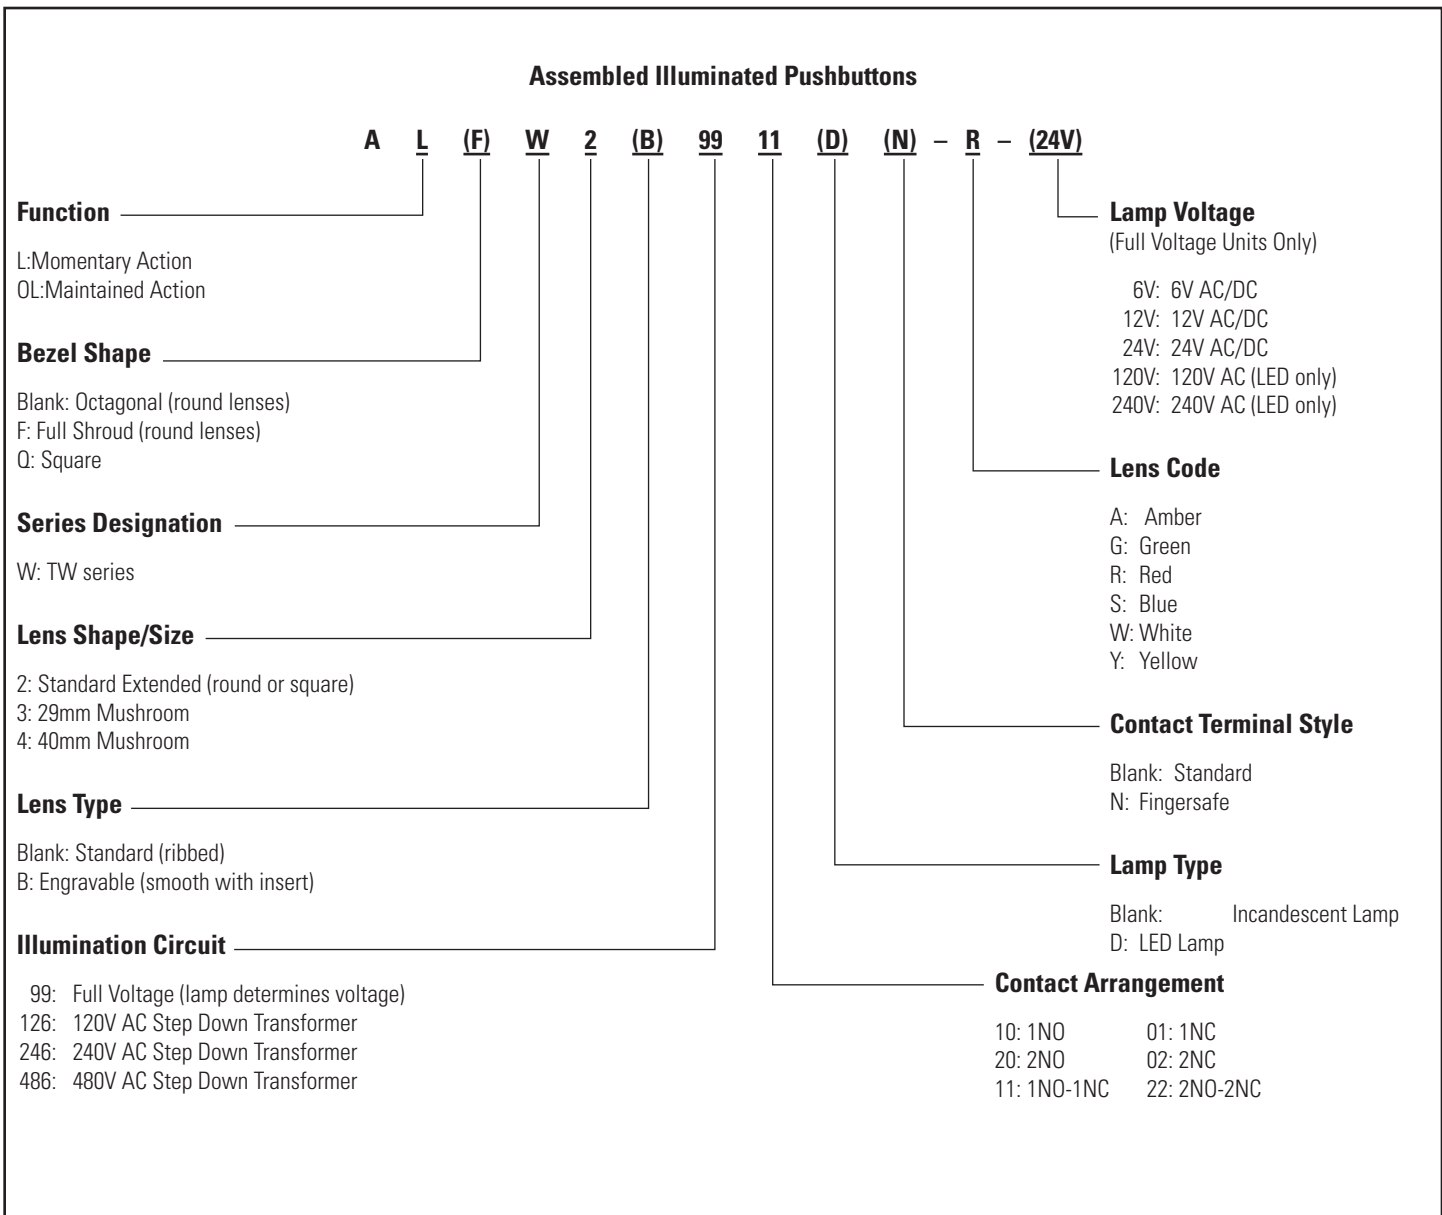 Assembled Illuminated Pushbuttons
A L (F) W 2 (B) 99 11 (D) (N) – R – (24V)
Function
L:Momentary Action
OL:Maintained Action
Bezel Shape
Blank: Octagonal (round lenses)
F: Full Shroud (round lenses)
Q: Square
Series Designation
W: TW series
Lens Shape/Size
2: Standard Extended (round or square)
3: 29mm Mushroom
4: 40mm Mushroom
Lens Type
Blank: Standard (ribbed)
B: Engravable (smooth with insert)
Illumination Circuit
99: Full Voltage (lamp determines voltage)
126: 120V AC Step Down Transformer
246: 240V AC Step Down Transformer
486: 480V AC Step Down Transformer
Lamp Voltage
(Full Voltage Units Only)
6V: 6V AC/DC
12V: 12V AC/DC
24V: 24V AC/DC
120V: 120V AC (LED only)
240V: 240V AC (LED only)
Lens Code
A: Amber
G: Green
R: Red
S: Blue
W: White
Y: Yellow
Contact Terminal Style
Blank: Standard
N: Fingersafe
Lamp Type
Blank: Incandescent Lamp
D: LED Lamp
Contact Arrangement
10: 1NO 01: 1NC
20: 2NO 02: 2NC
11: 1NO-1NC 22: 2NO-2NC